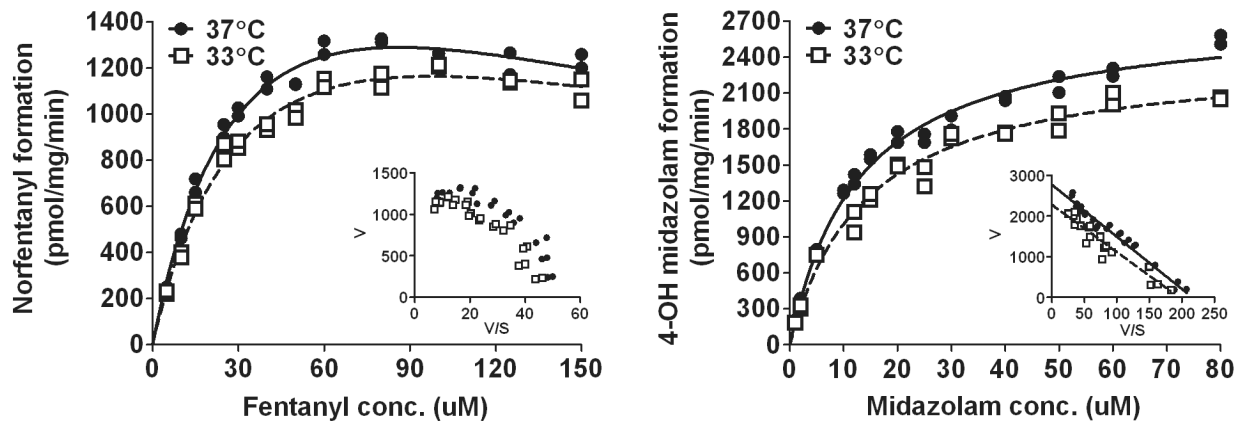 1400
1200
1000
800
600
400
200
0
Norfentanyl formation
(pmol/mg/min)
37°C
33°C
1500
1000
500
0
V
0 20 40 60
V/S
0 30 60 90 120 150
Fentanyl conc. (uM)
2700
2400
2100
1800
1500
1200
900
600
300
0
4-OH midazolam formation
(pmol/mg/min)
37°C
33°C
3000
2000
1000
0
V
0 50 100 150 200 250
V/S
0 10 20 30 40 50 60 70 80
Midazolam conc. (uM)